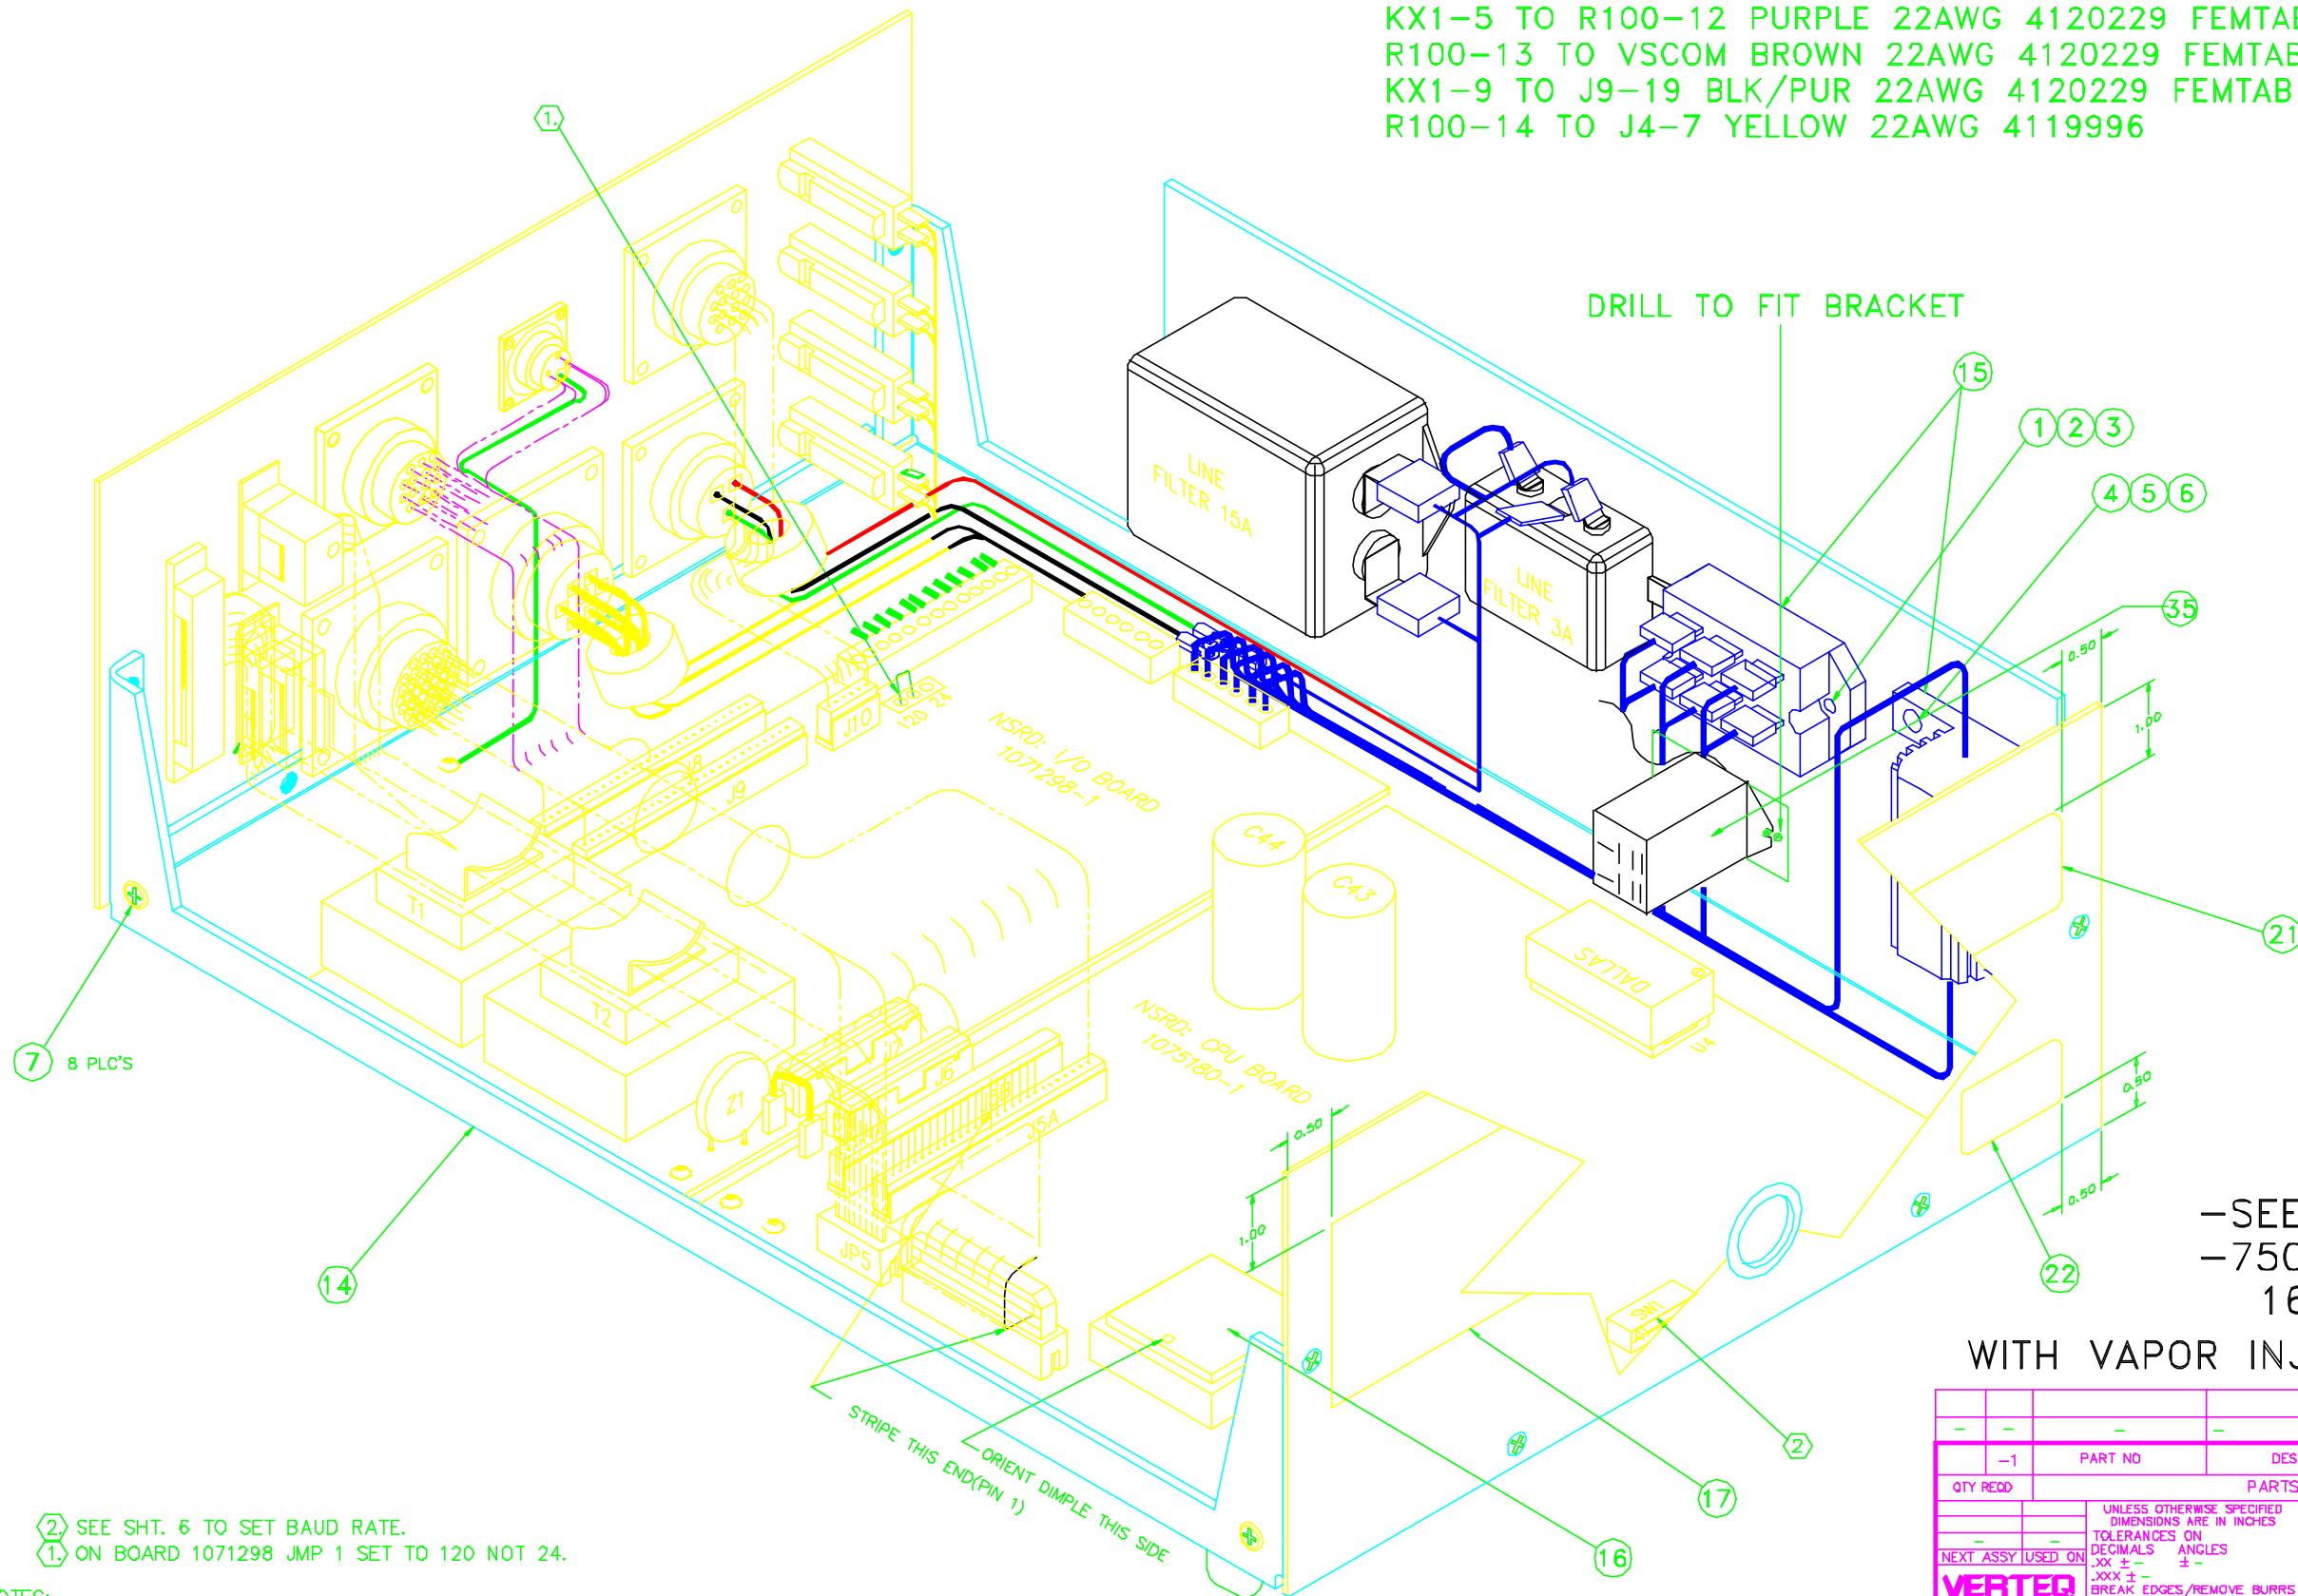 KX1-5 TO R100-12 PURPLE 22AWG 4120229 FEMTAB
R100-13 TO VSCOM BROWN 22AWG 4120229 FEMTAB
KX1-9 TO J9-19 BLK/PUR 22AWG 4120229 FEMTAB
R100-14 TO J4-7 YELLOW 22AWG 4119996
1.
DRILL TO FIT BRACKET
15
1 2 3
4 5 6
35
LINE
FILTER 15A
LINE
FILTER 3A
0.50
1.00
J10
120 24
J8
J9
NSRD: I/O BOARD
1071298-1
C44
C43
T1
T2
DALLAS
U4
21
NSRD: CPU BOARD
1075180-1
7 8 PLC'S
Z1
J7
J6
J5A
JP5
0.50
1.00
0.50
0.50
14
22
SW1
-SEE
-750
16
WITH VAPOR INJ
STRIPE THIS END(PIN 1)
ORIENT DIMPLE THIS SIDE
2
17
16
2. SEE SHT. 6 TO SET BAUD RATE.
1. ON BOARD 1071298 JMP 1 SET TO 120 NOT 24.
- - - -
-1 PART NO DES
QTY REQD PARTS
UNLESS OTHERWISE SPECIFIED
DIMENSIONS ARE IN INCHES
TOLERANCES ON
DECIMALS ANGLES
.XX ± - ± -
.XXX ± -
BREAK EDGES/REMOVE BURRS
- -
NEXT ASSY USED ON
VERTEQ